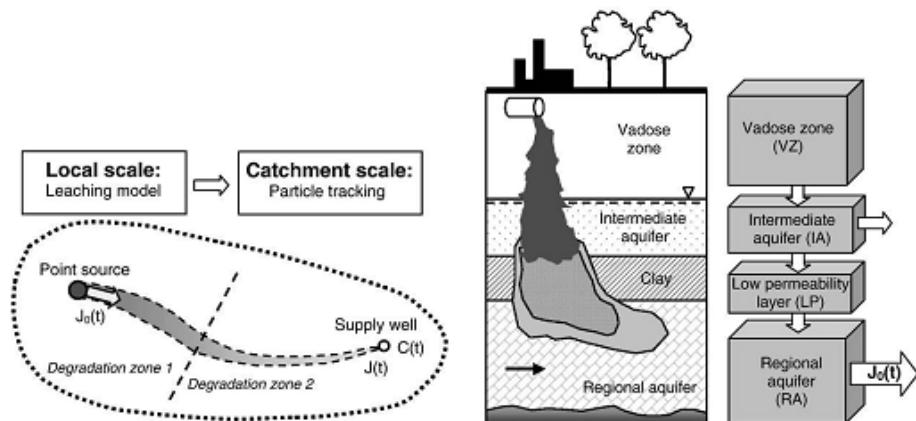 Local scale:
Leaching model
Catchment scale:
Particle tracking
Point source
J₀(t)
Supply well
C(t)
J(t)
Degradation zone 1
Degradation zone 2
Vadose
zone
Intermediate
aquifer
Clay
Regional aquifer
Vadose zone
(VZ)
Intermediate
aquifer (IA)
Low permeability
layer (LP)
Regional
aquifer
(RA)
J₀(t)